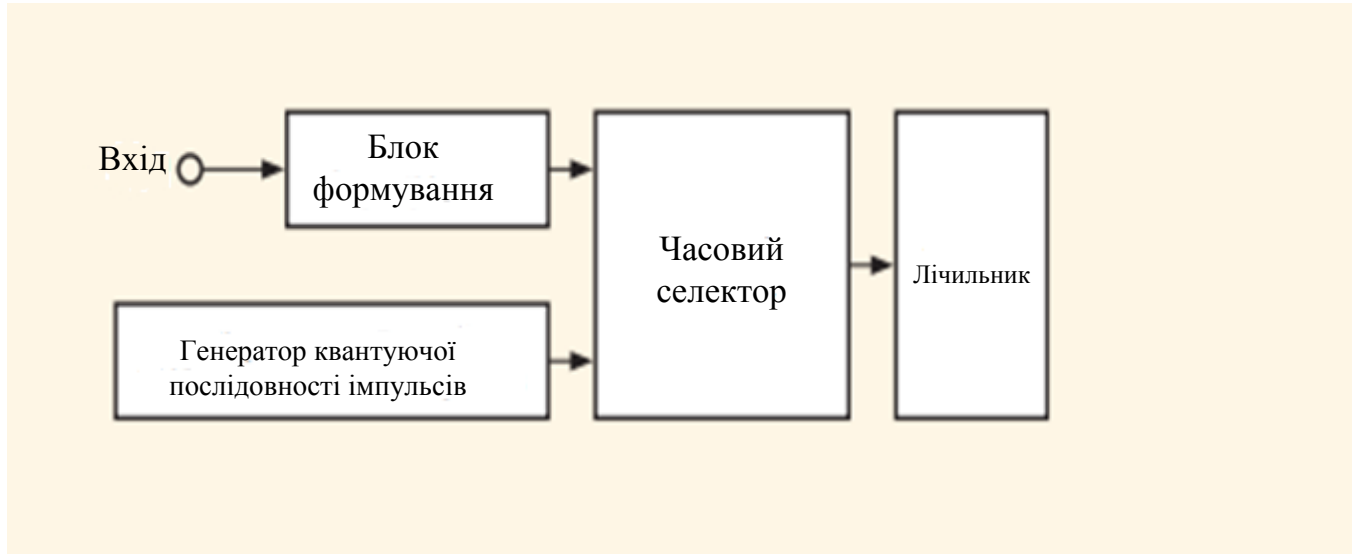 Вхід
Блок
формування
Часовий
селектор
Лічильник
Генератор квантуючої
послідовності імпульсів